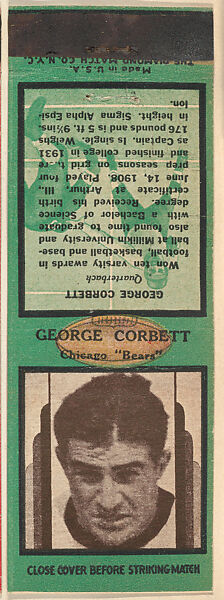 GEORGE CORBETT
Quarterback
Won ten varsity awards in
football, basketball and base-
ball at Millikin University and
also found time to graduate
with a Bachelor of Science
degree. Received his birth
certificate at Arthur, Ill.,
June 14, 1908. Played four
prep seasons on grid
and finished college in 1931
as Captain. Is single. Weighs
176 pounds and is 5 ft. 9½ins.
in height. Sigma Alpha Epsi-
lon.
Made in U.S.A.
THE DIAMOND MATCH CO. N.Y.C.
GEORGE CORBETT
Chicago "Bears"
CLOSE COVER BEFORE STRIKING MATCH